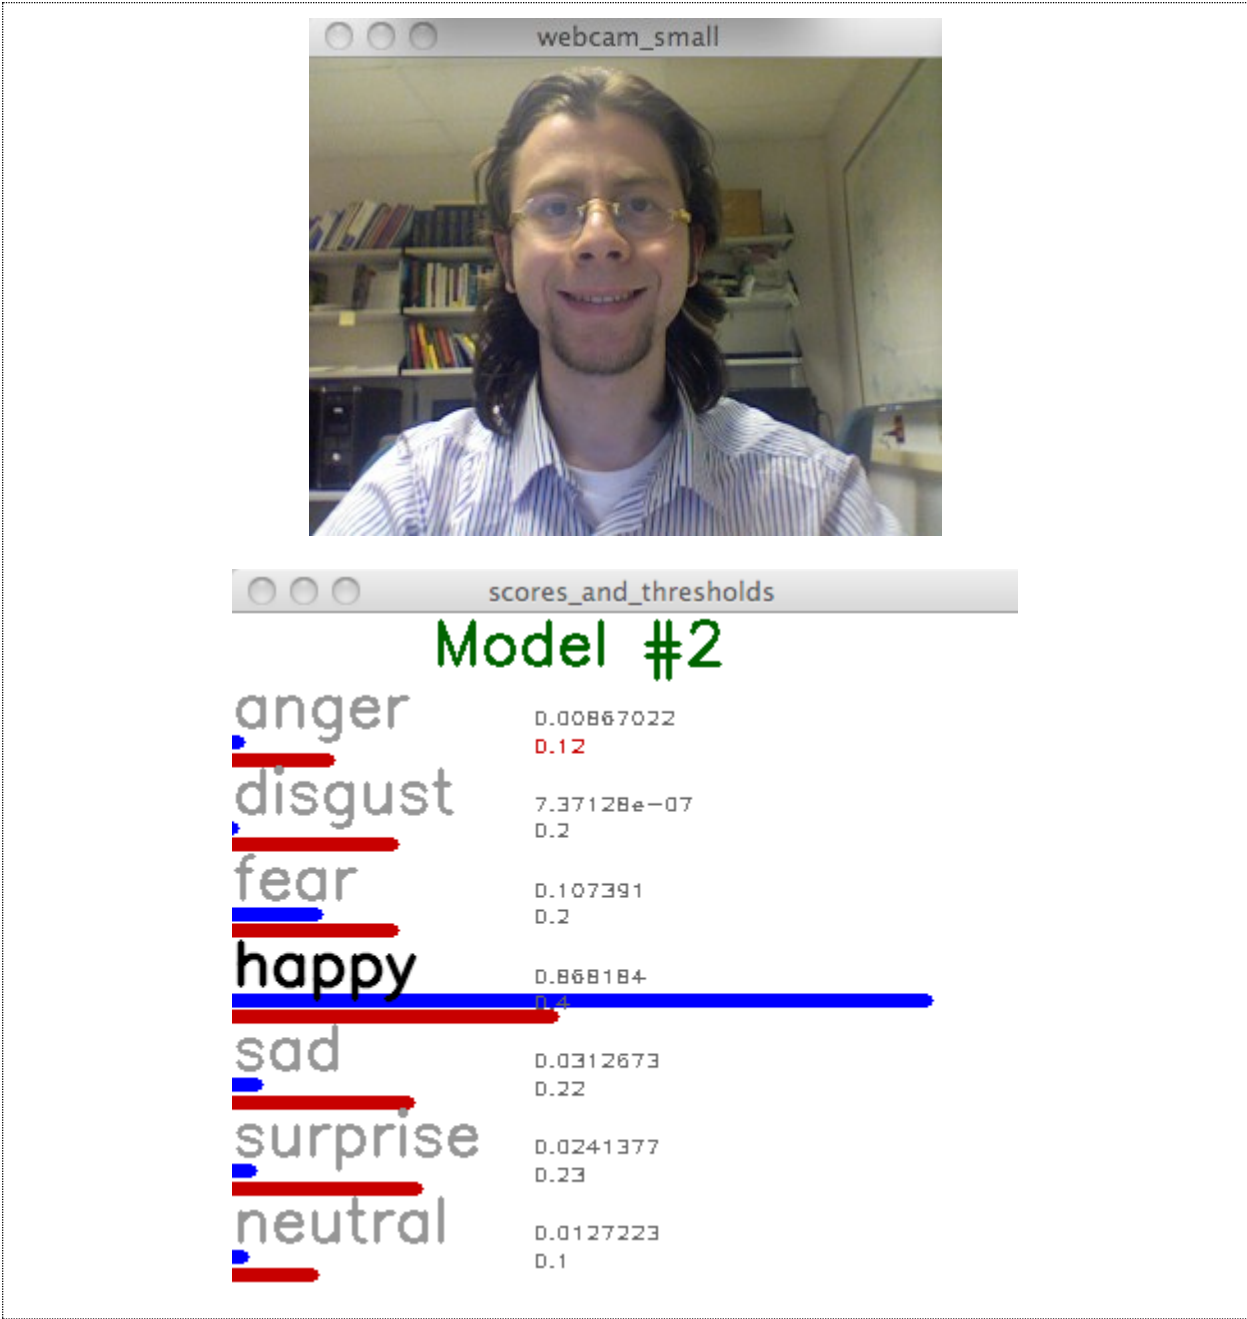 webcam_small
scores_and_thresholds
Model #2
anger
0.00867022
0.12
disgust
7.37128e-07
0.2
fear
0.107391
0.2
happy
0.868184
0.4
sad
0.0312673
0.22
surprise
0.0241377
0.23
neutral
0.0127223
0.1